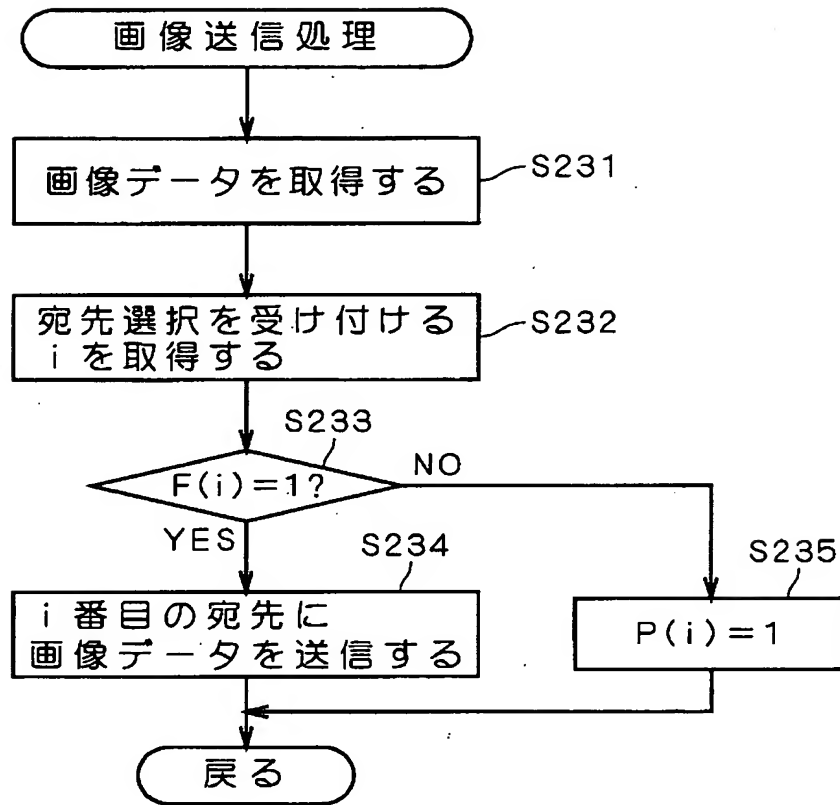 画像送信処理
画像データを取得する
S231
宛先選択を受け付ける
iを取得する
S232
S233
F(i)=1?
NO
YES
S234
i番目の宛先に
画像データを送信する
S235
P(i)=1
戻る